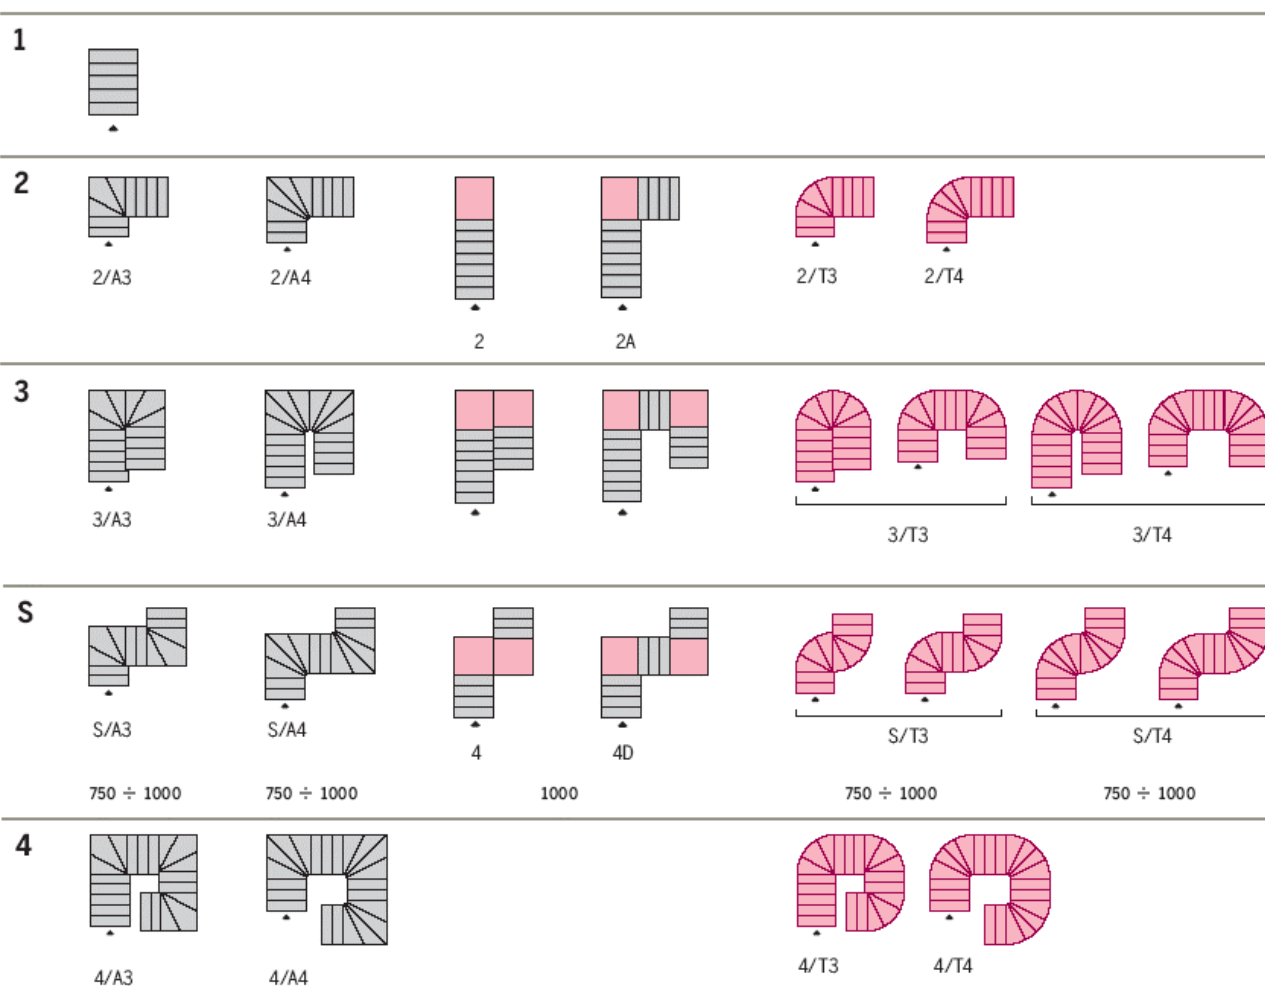 1
2
2/A3 2/A4 2 2A 2/T3 2/T4
3
3/A3 3/A4 3/T3 3/T4
S
S/A3 S/A4 4 4D S/T3 S/T4
750 ÷ 1000 750 ÷ 1000 1000 750 ÷ 1000 750 ÷ 1000
4
4/A3 4/A4 4/T3 4/T4